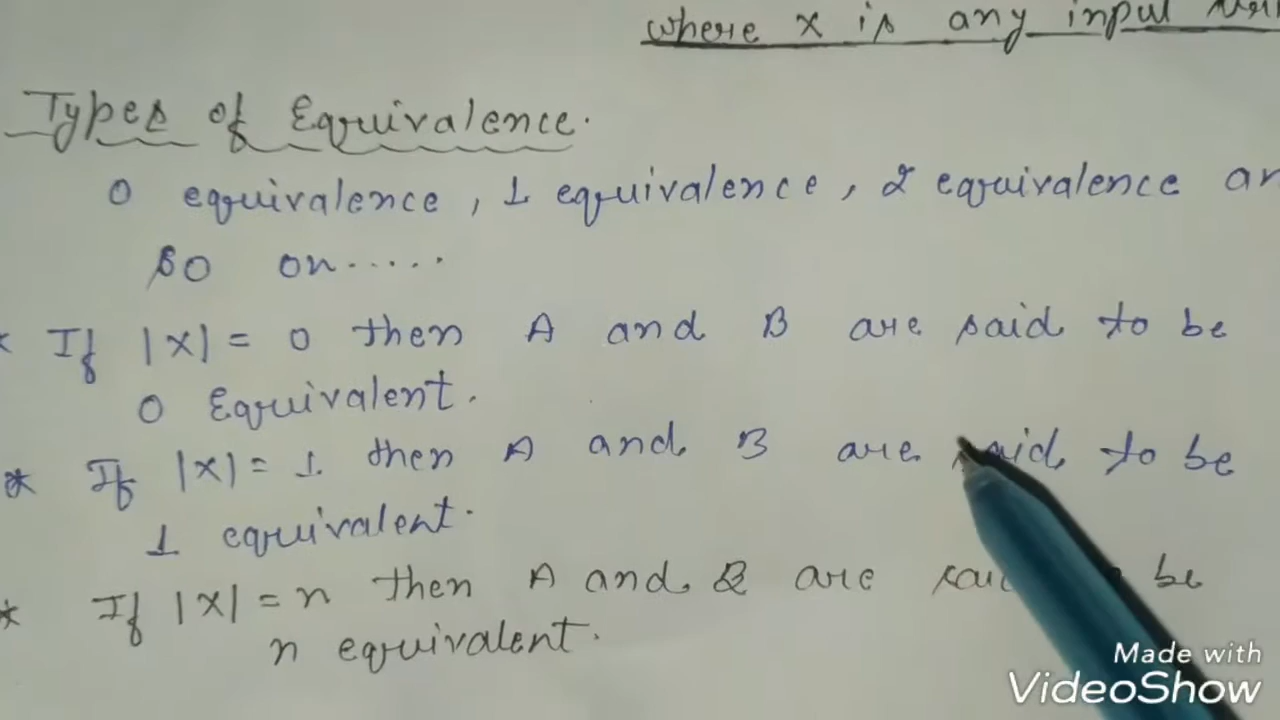 where x is any input
Types of Equivalence.
0 equivalence, 1 equivalence, 2 equivalence
so on.....
If |x| = 0 then A and B are said to be
0 Equivalent.
* If |x| = 1 then A and B are said to be
1 equivalent.
* If |x| = n then A and B are be
n equivalent.
Made with
VideoShow